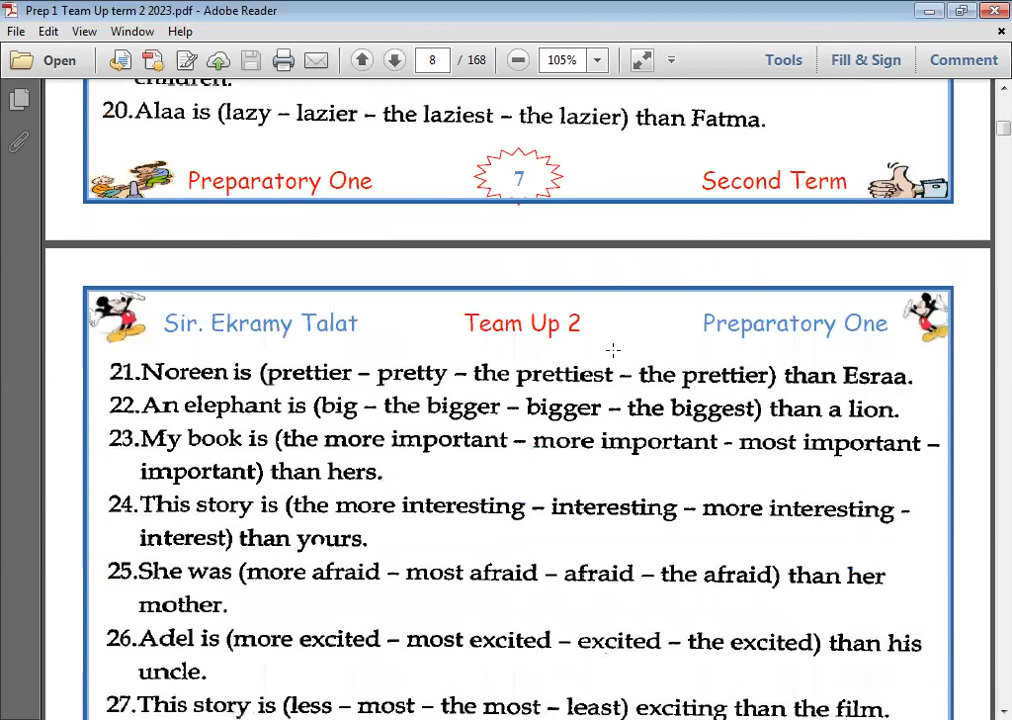 Prep 1 Team Up term 2 2023.pdf - Adobe Reader
File Edit View Window Help
Open 8 / 168 105% Tools Fill & Sign Comment
children.
20.Alaa is (lazy – lazier – the laziest – the lazier) than Fatma.
Preparatory One 7 Second Term
Sir. Ekramy Talat Team Up 2 Preparatory One
21.Noreen is (prettier – pretty – the prettiest – the prettier) than Esraa.
22.An elephant is (big – the bigger – bigger – the biggest) than a lion.
23.My book is (the more important – more important - most important –
important) than hers.
24.This story is (the more interesting – interesting – more interesting -
interest) than yours.
25.She was (more afraid – most afraid – afraid – the afraid) than her
mother.
26.Adel is (more excited – most excited – excited – the excited) than his
uncle.
27.This story is (less – most – the most – least) exciting than the film.